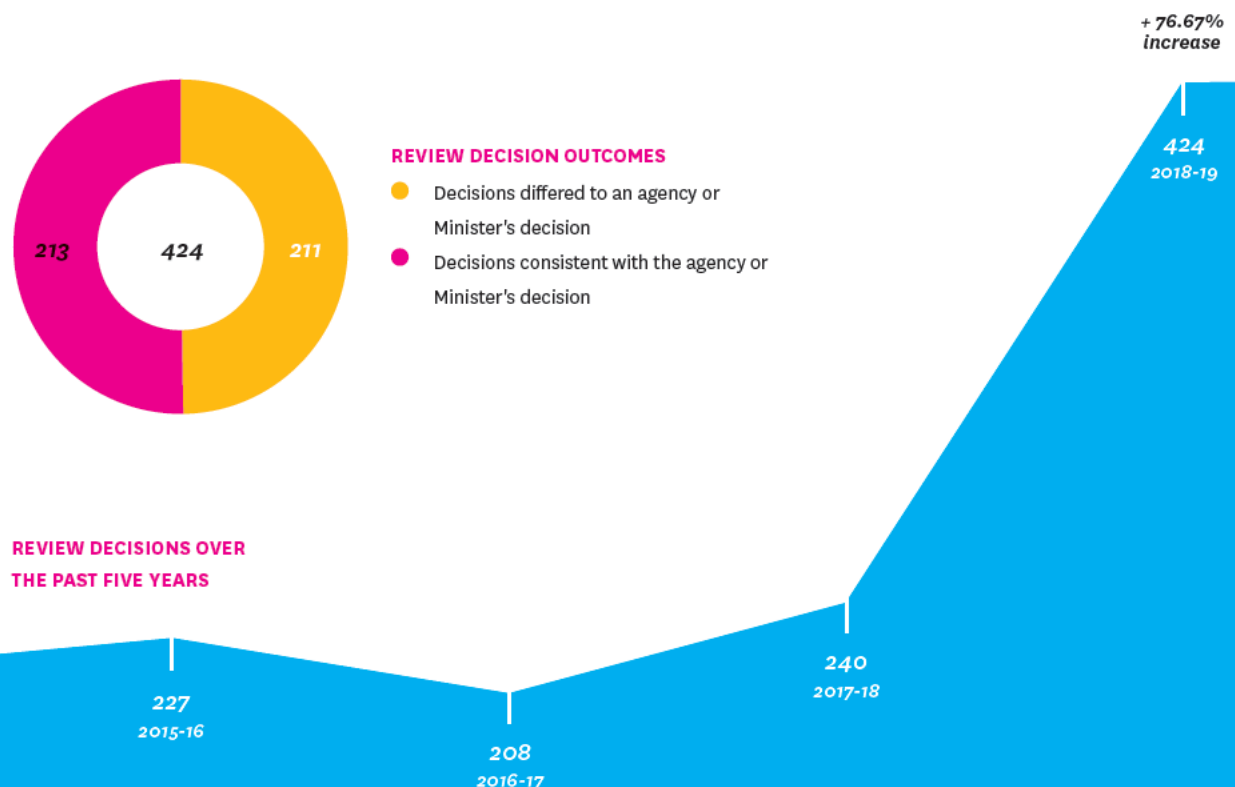 + 76.67%
increase
424
2018-19
REVIEW DECISION OUTCOMES
Decisions differed to an agency or
Minister's decision
Decisions consistent with the agency or
Minister's decision
213
424
211
REVIEW DECISIONS OVER
THE PAST FIVE YEARS
227
2015-16
208
2016-17
240
2017-18